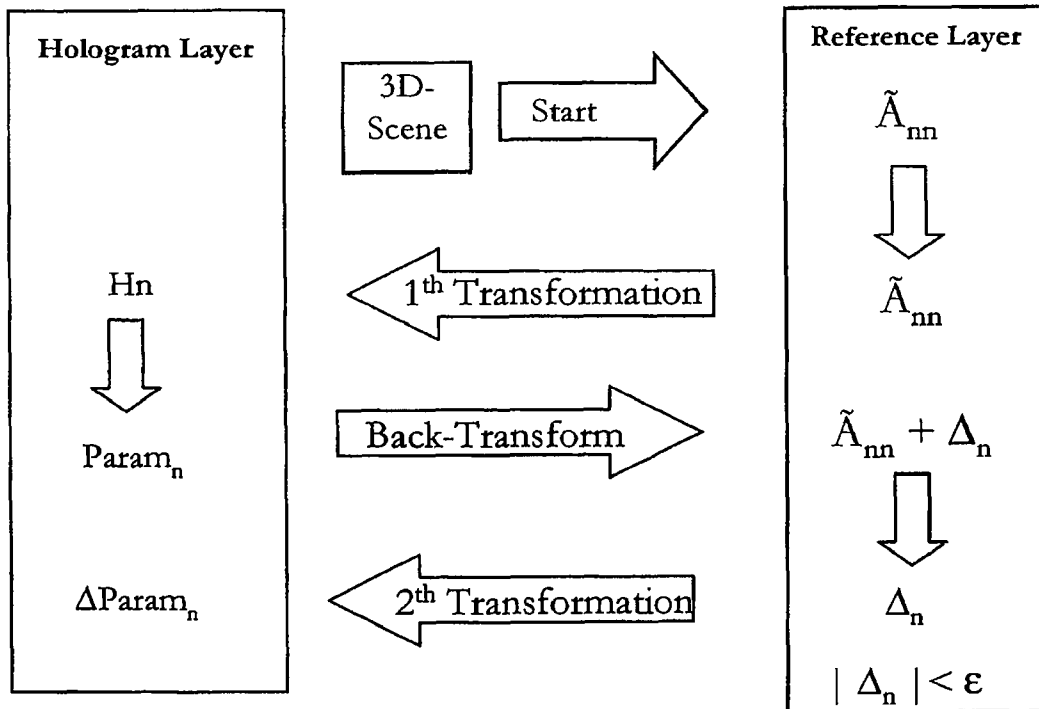 Hologram Layer
Reference Layer
3D-
Scene
Start
Ã_nn
Hn
1^th Transformation
Ã_nn
Param_n
Back-Transform
Ã_nn + Δ_n
ΔParam_n
2^th Transformation
Δ_n
| Δ_n | < ε